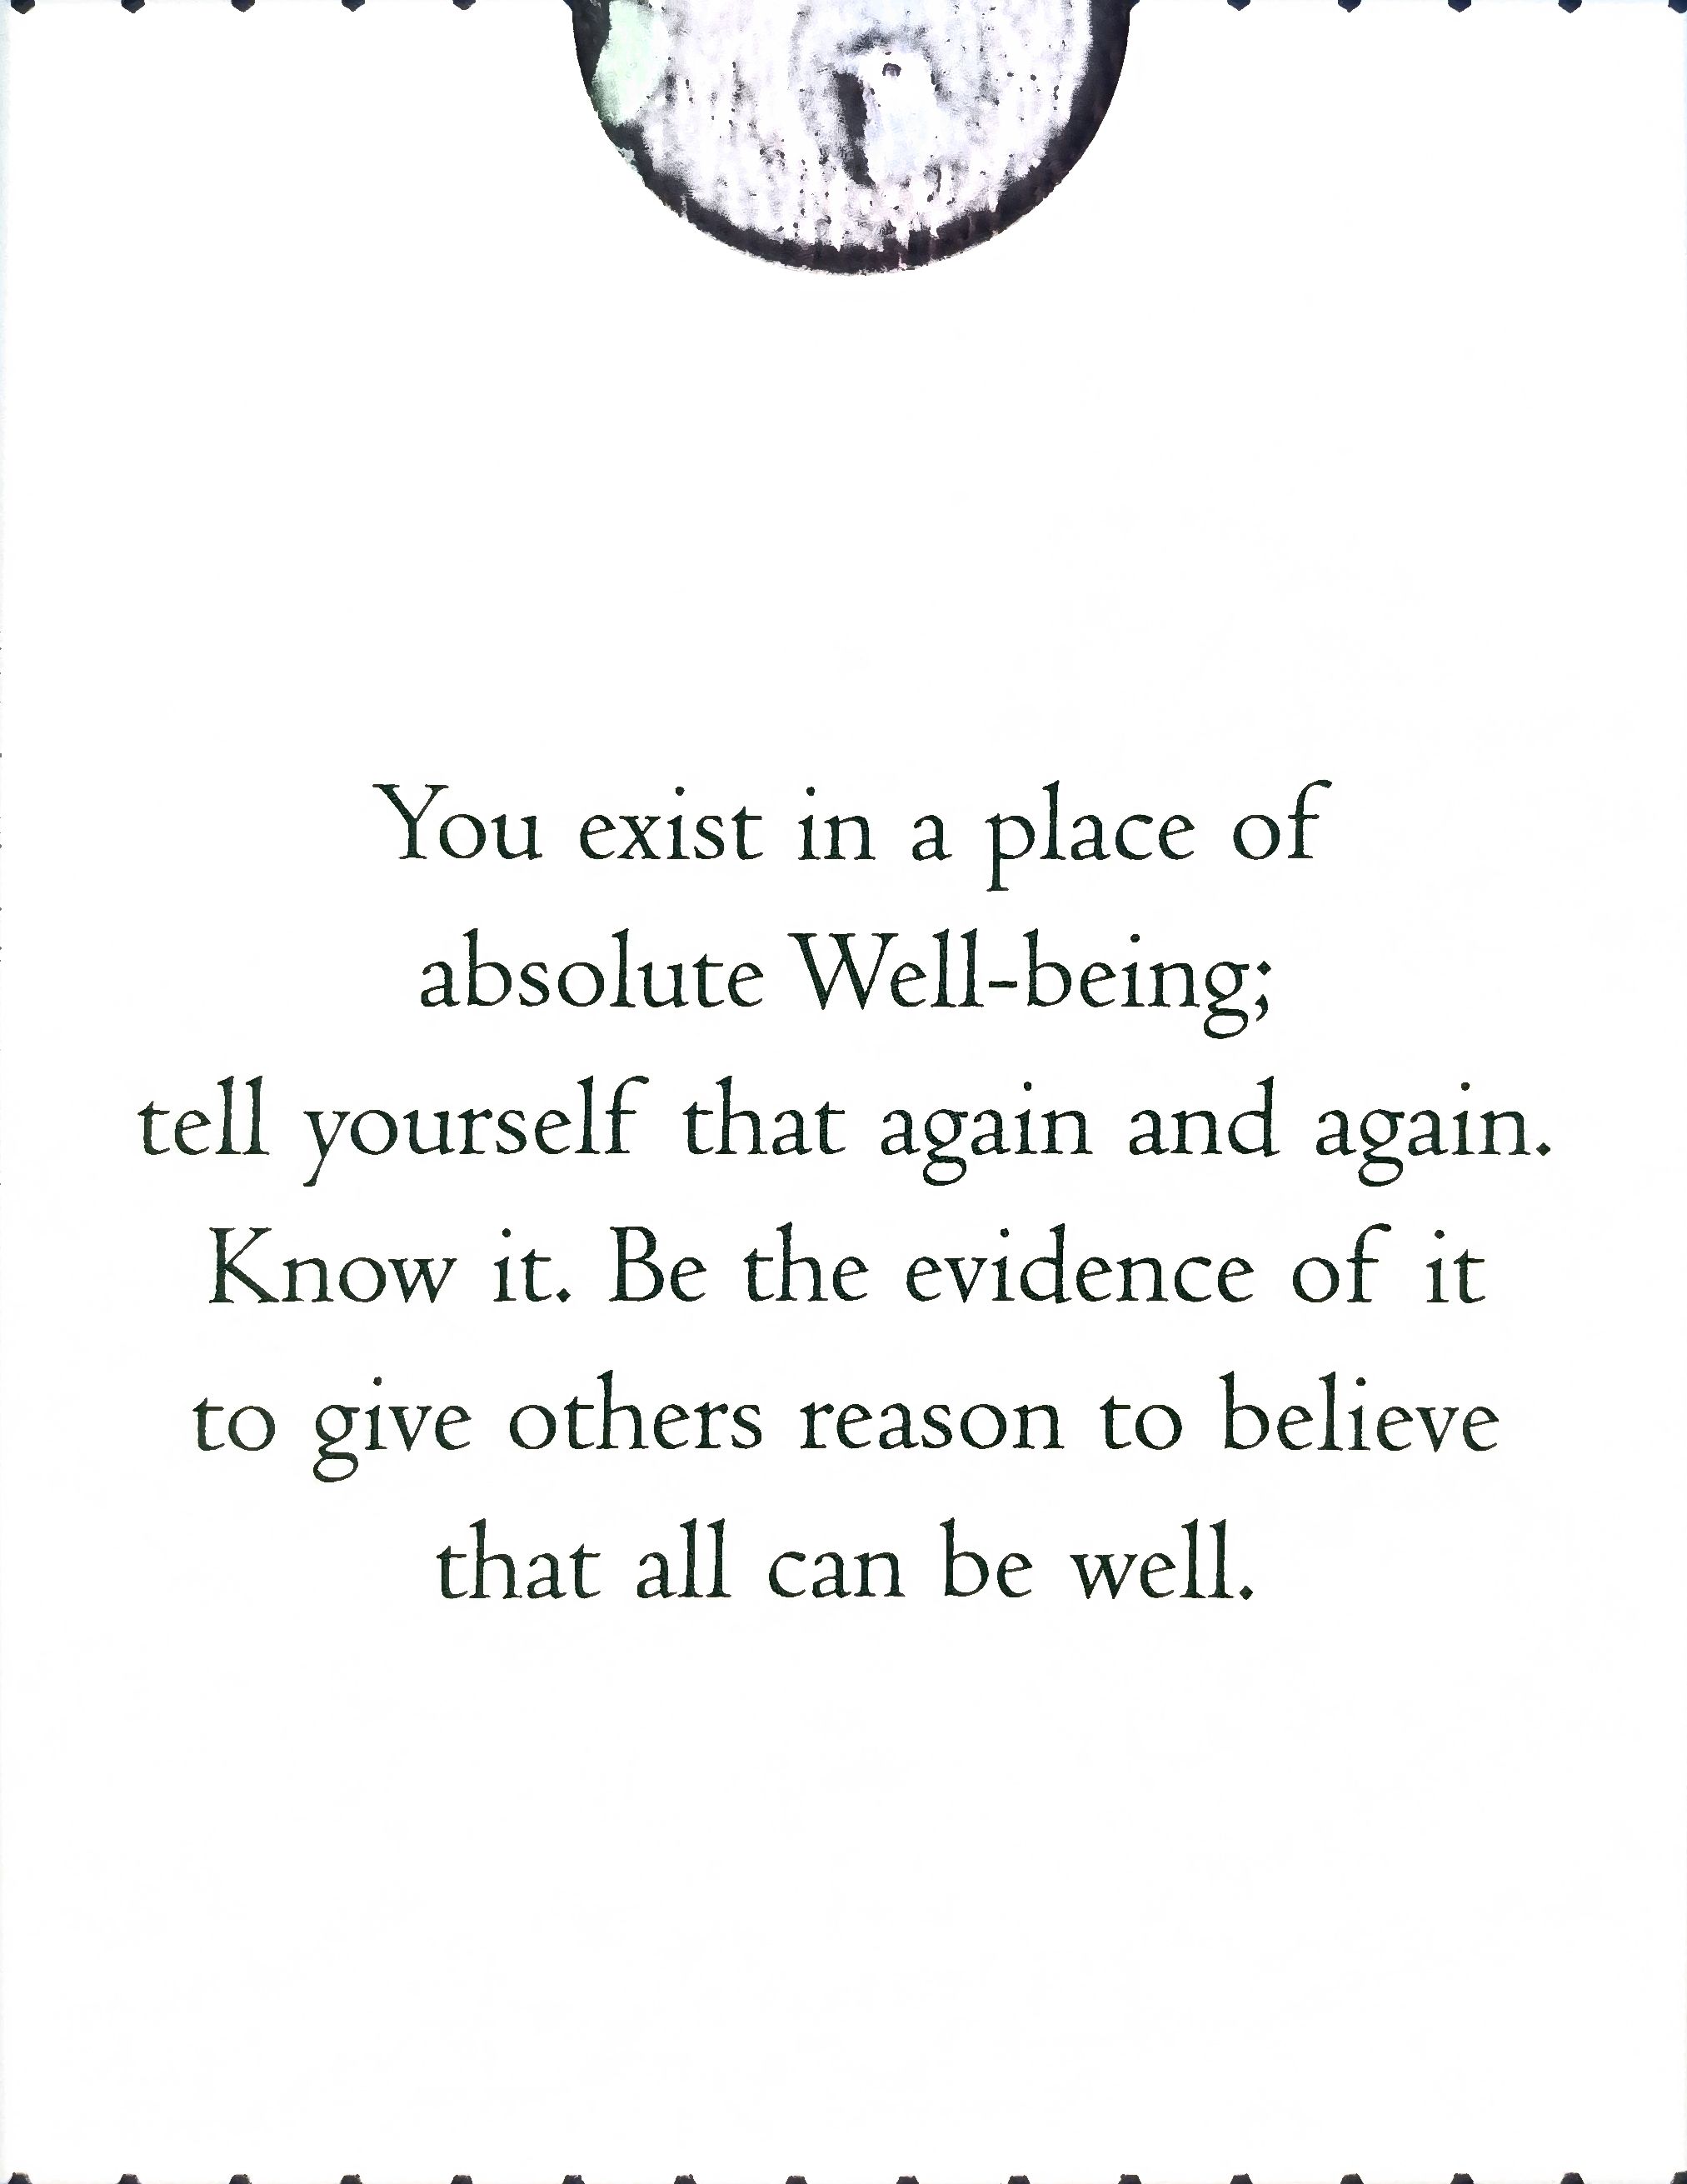 You exist in a place of
absolute Well-being;
tell yourself that again and again.
Know it. Be the evidence of it
to give others reason to believe
that all can be well.